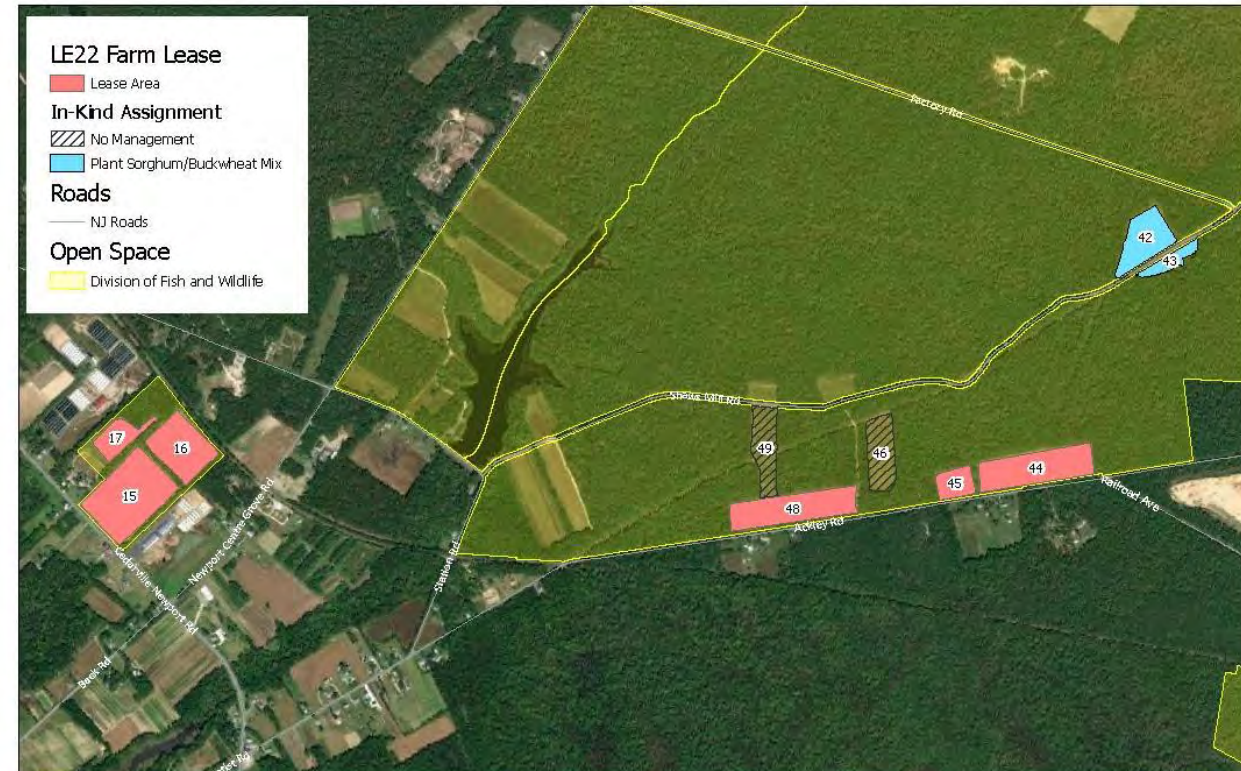 LE22 Farm Lease
Lease Area
In-Kind Assignment
No Management
Plant Sorghum/Buckwheat Mix
Roads
NJ Roads
Open Space
Division of Fish and Wildlife
Factory Rd
42
43
Shaws Mill Rd
17
16
49
46
15
45
44
48
Railroad Ave
Ackley Rd
Newport Centre Grove Rd
Station Rd
Cedarville-Newport Rd
Back Rd
Rd